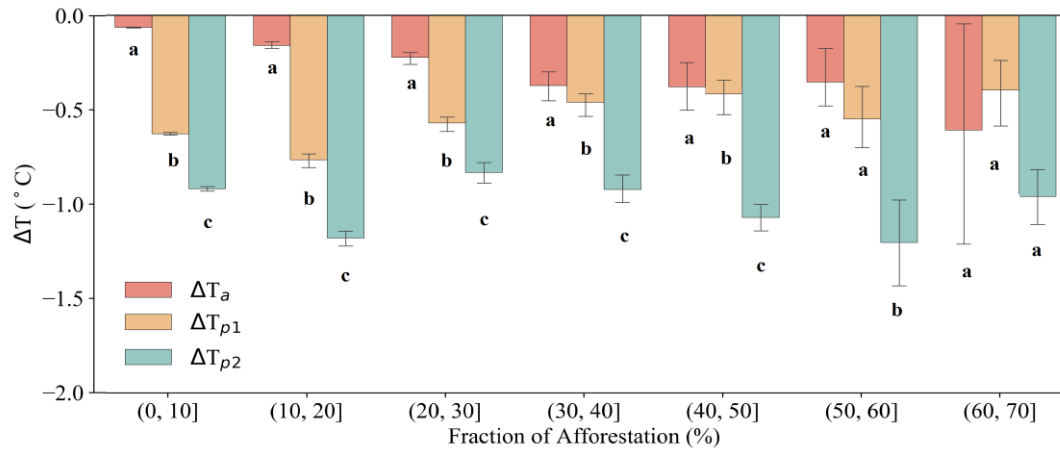 0.0
−0.5
−1.0
−1.5
−2.0
ΔT (°C)
a
b
c
a
b
c
a
b
c
a
b
c
a
b
c
a
a
b
a
a
a
ΔTₐ
ΔTₚ₁
ΔTₚ₂
(0, 10] (10, 20] (20, 30] (30, 40] (40, 50] (50, 60] (60, 70]
Fraction of Afforestation (%)